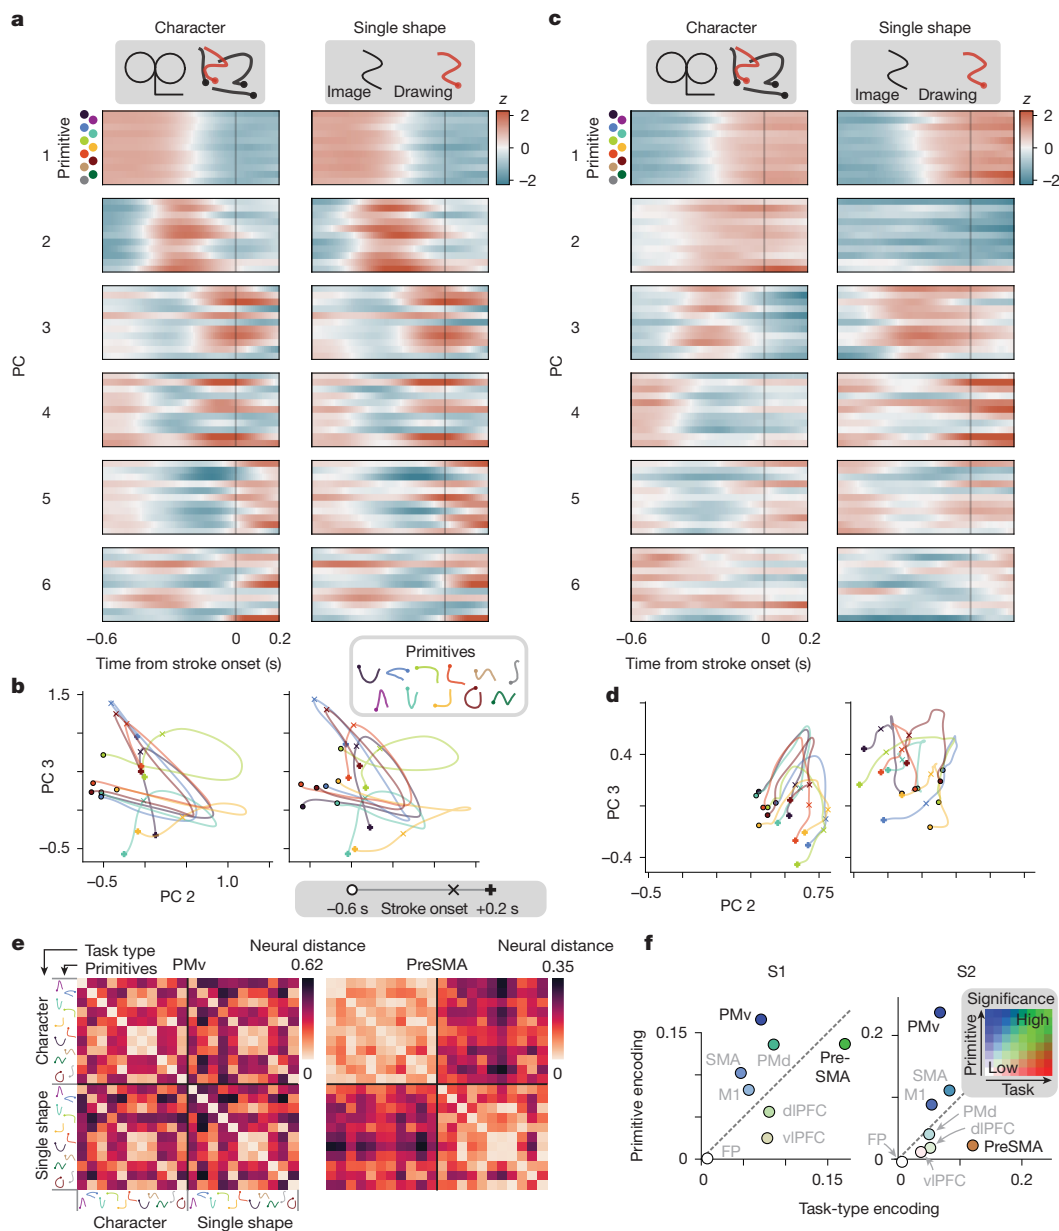 a
Character
Single shape
Image
Drawing
z
2
0
−2
Primitive
1
2
3
4
5
6
PC
−0.6
0
0.2
Time from stroke onset (s)
c
Character
Single shape
Image
Drawing
z
2
0
−2
Primitive
1
2
3
4
5
6
−0.6
0
0.2
Time from stroke onset (s)
Primitives
b
1.5
PC 3
−0.5
−0.5
1.0
PC 2
−0.6 s
Stroke onset
+0.2 s
d
0.4
PC 3
−0.4
−0.5
0.75
PC 2
e
Task type
Primitives
PMv
Neural distance
0.62
0
PreSMA
Neural distance
0.35
0
Character
Single shape
Character
Single shape
f
S1
S2
Primitive encoding
0.15
0
PMv
SMA
PMd
Pre-
SMA
M1
dlPFC
vlPFC
FP
0
0.15
0.2
0
PMv
SMA
M1
PMd
dlPFC
FP
PreSMA
vlPFC
0
0.2
Significance
High
Low
Primitive
Task
Task-type encoding